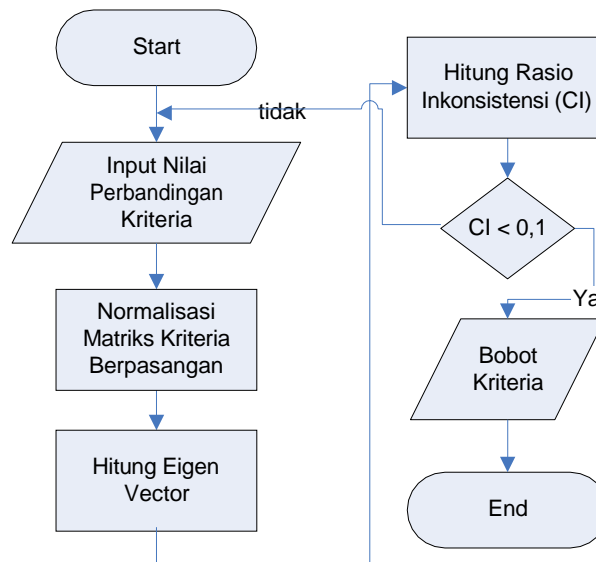 Start
Input Nilai
Perbandingan
Kriteria
Normalisasi
Matriks Kriteria
Berpasangan
Hitung Eigen
Vector
Hitung Rasio
Inkonsistensi (CI)
CI < 0,1
tidak
Ya
Bobot
Kriteria
End